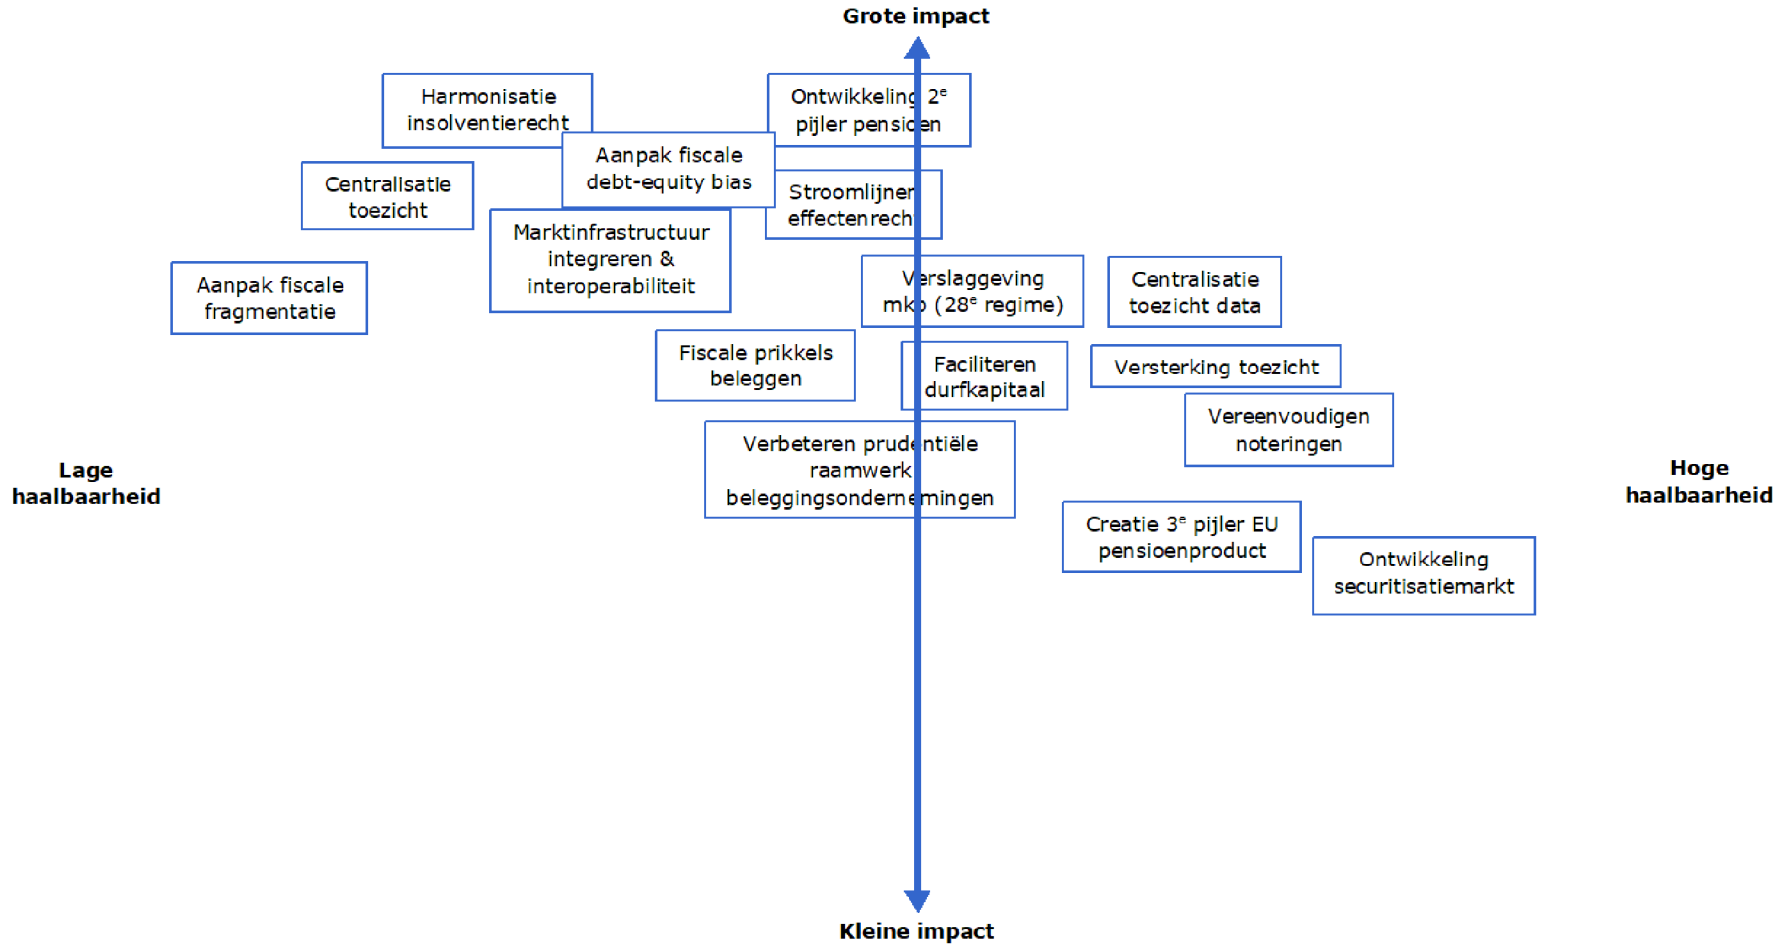 Grote impact
Harmonisatie
insolventierecht
Ontwikkeling 2e
pijler pensioen
Aanpak fiscale
debt-equity bias
Centralisatie
toezicht
Stroomlijnen
effectenrecht
Marktinfrastructuur
integreren &
interoperabiliteit
Aanpak fiscale
fragmentatie
Verslaggeving
mkb (28e regime)
Centralisatie
toezicht data
Fiscale prikkels
beleggen
Faciliteren
durfkapitaal
Versterking toezicht
Vereenvoudigen
noteringen
Verbeteren prudentiële
raamwerk
beleggingsondernemingen
Lage
haalbaarheid
Hoge
haalbaarheid
Creatie 3e pijler EU
pensioenproduct
Ontwikkeling
securitisatiemarkt
Kleine impact